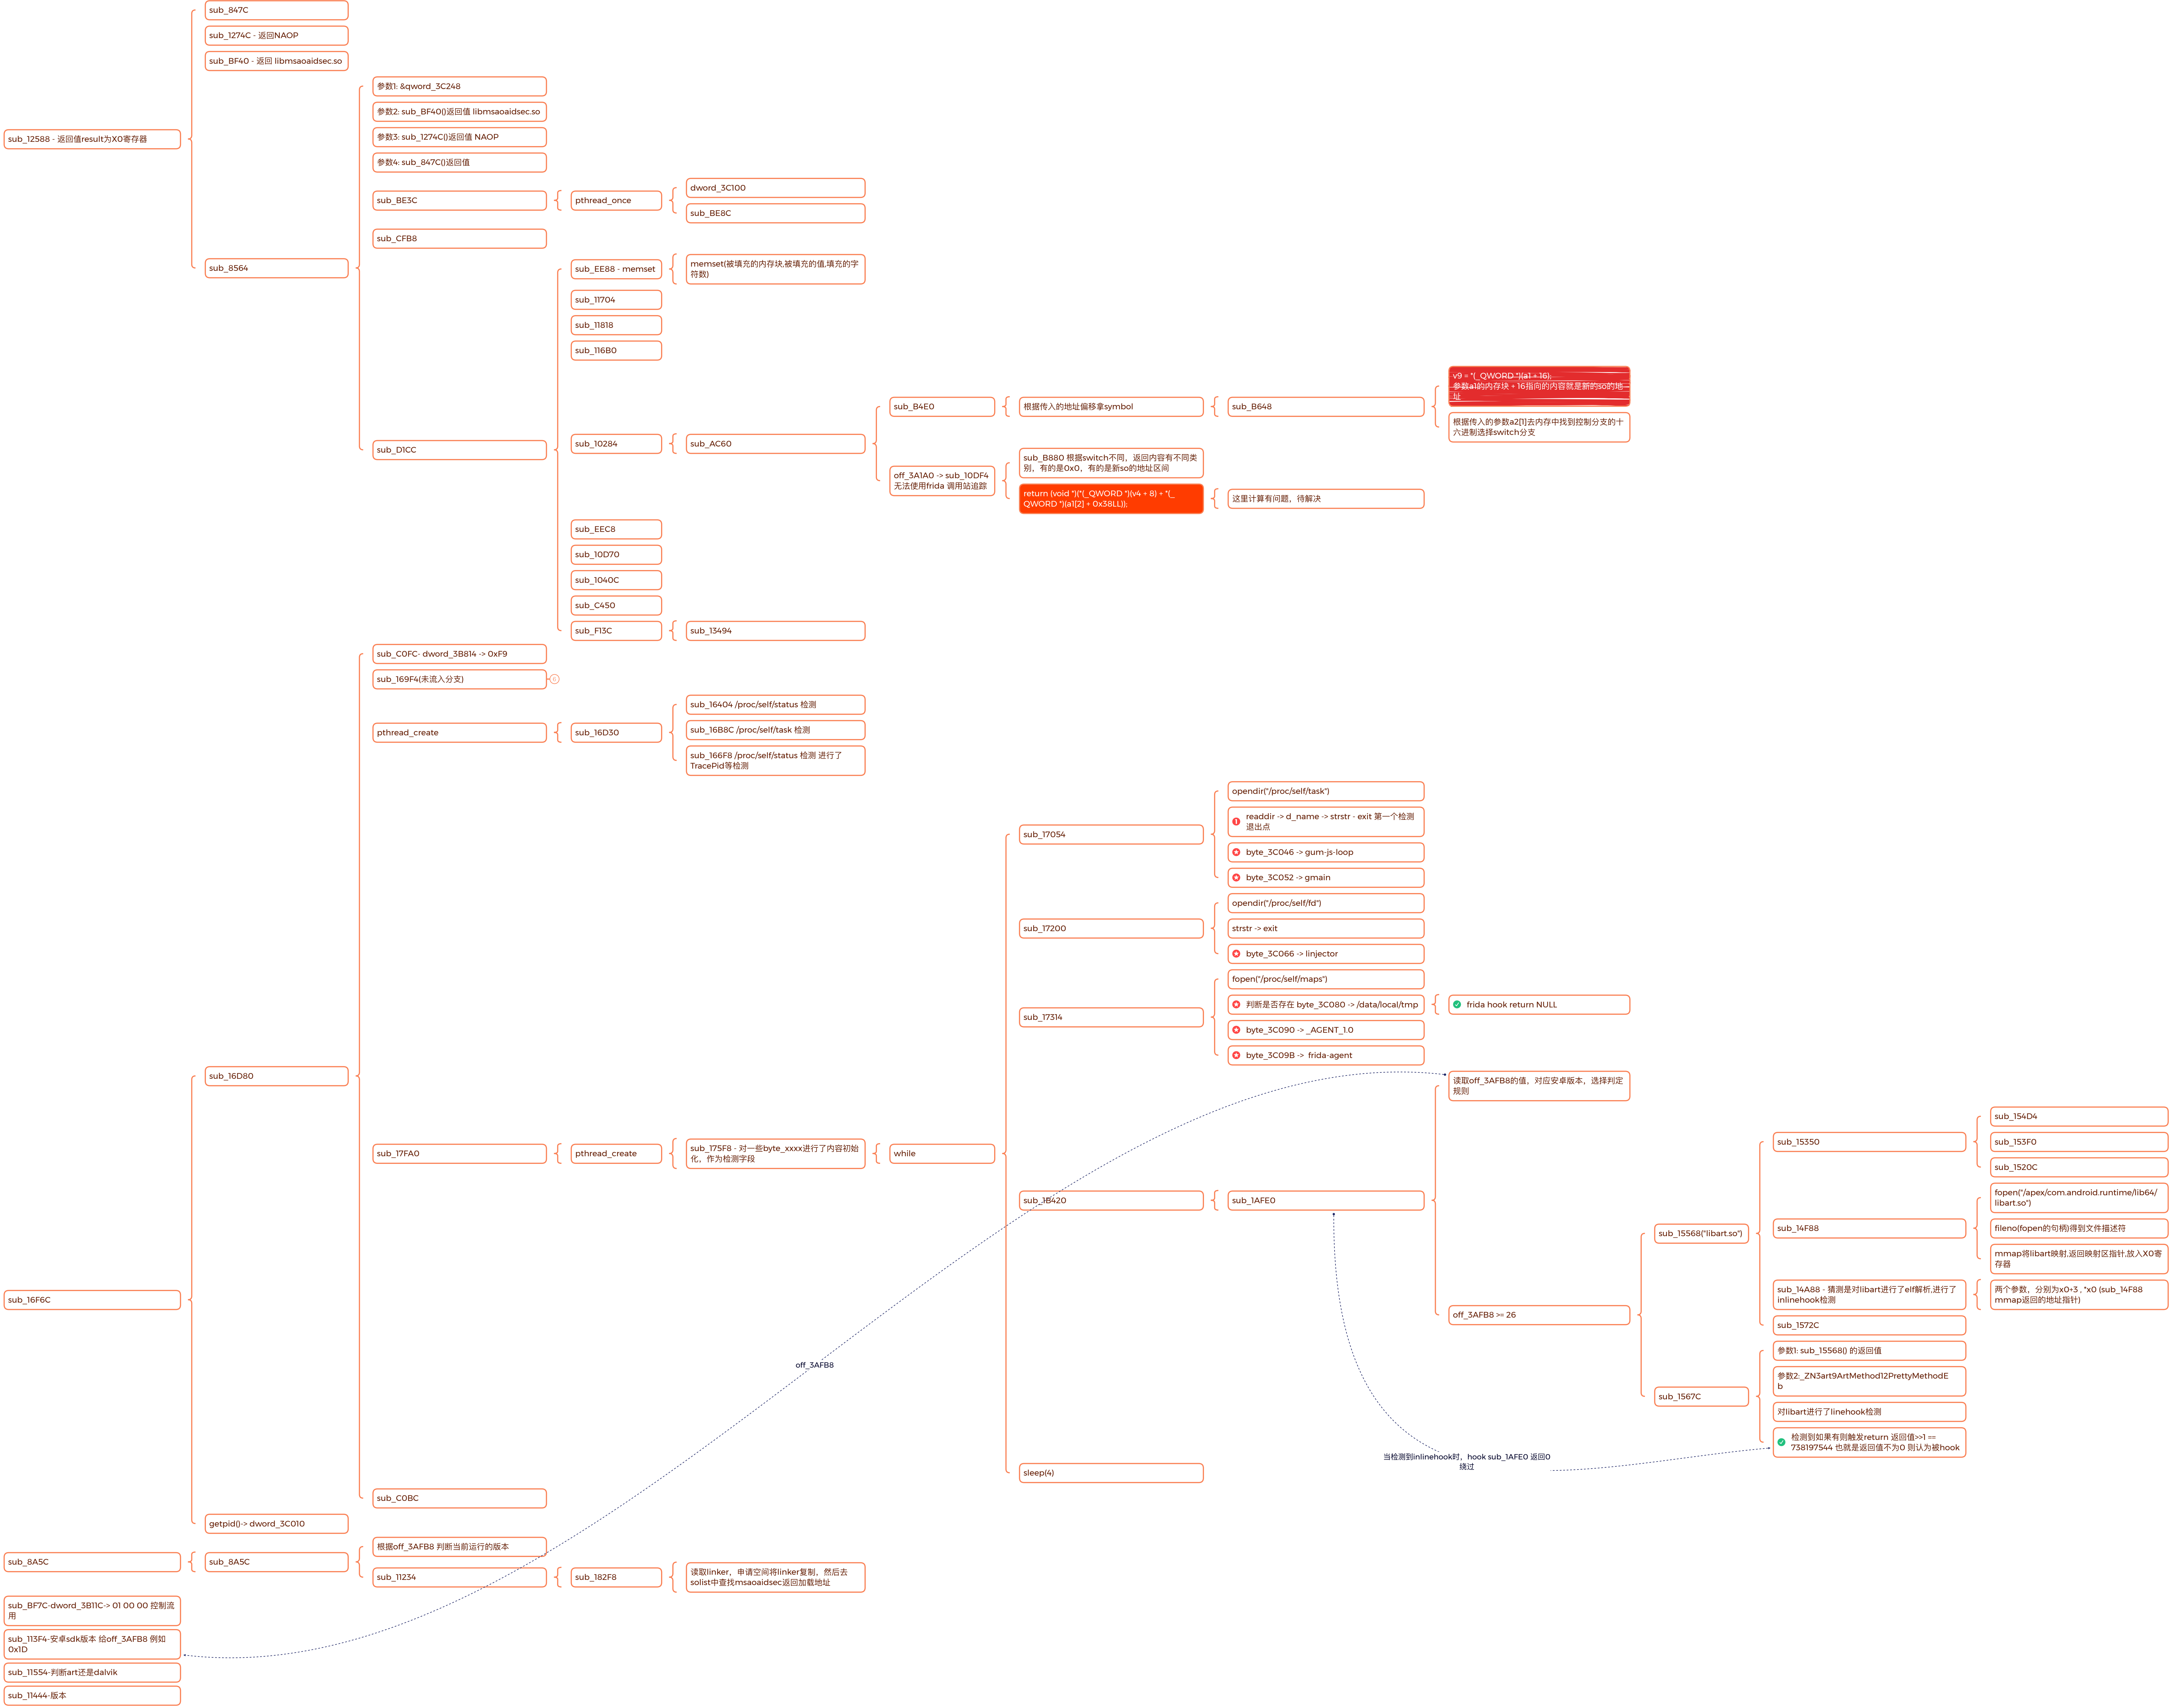 sub_847C
sub_1274C - 返回NAOP
sub_BF40 - 返回 libmsaoaidsec.so
sub_12588 - 返回值result为X0寄存器
sub_8564
参数1: &qword_3C248
参数2: sub_BF40()返回值 libmsaoaidsec.so
参数3: sub_1274C()返回值 NAOP
参数4: sub_847C()返回值
sub_BE3C
pthread_once
dword_3C100
sub_BE8C
sub_CFB8
sub_D1CC
sub_EE88 - memset
memset(被填充的内存块,被填充的值,填充的字
符数)
sub_11704
sub_11818
sub_116B0
sub_10284
sub_AC60
sub_B4E0
根据传入的地址偏移拿symbol
sub_B648
v9 = *(_QWORD *)(a1 + 16);
参数a1的内存块 + 16指向的内容就是新的so的地
址
根据传入的参数a2[1]去内存中找到控制分支的十
六进制选择switch分支
off_3A1A0 -> sub_10DF4
无法使用frida 调用站追踪
sub_B880 根据switch不同，返回内容有不同类
别，有的是0x0，有的是新so的地址区间
return (void *)(*(_QWORD *)(v4 + 8) + *(_
QWORD *)(a1[2] + 0x38LL));
这里计算有问题，待解决
sub_EEC8
sub_10D70
sub_1040C
sub_C450
sub_F13C
sub_13494
sub_16F6C
sub_16D80
sub_C0FC- dword_3B814 -> 0xF9
sub_169F4(未流入分支)
pthread_create
sub_16D30
sub_16404 /proc/self/status 检测
sub_16B8C /proc/self/task 检测
sub_166F8 /proc/self/status 检测 进行了
TracePid等检测
sub_17FA0
pthread_create
sub_175F8 - 对一些byte_xxxx进行了内容初始
化，作为检测字段
while
sub_17054
opendir("/proc/self/task")
readdir -> d_name -> strstr - exit 第一个检测
退出点
byte_3C046 -> gum-js-loop
byte_3C052 -> gmain
sub_17200
opendir("/proc/self/fd")
strstr -> exit
byte_3C066 -> linjector
sub_17314
fopen("/proc/self/maps")
判断是否存在 byte_3C080 -> /data/local/tmp
frida hook return NULL
byte_3C090 -> _AGENT_1.0
byte_3C09B -> frida-agent
sub_1B420
sub_1AFE0
读取off_3AFB8的值，对应安卓版本，选择判定
规则
off_3AFB8 >= 26
sub_15568("libart.so")
sub_15350
sub_154D4
sub_153F0
sub_1520C
sub_14F88
fopen("/apex/com.android.runtime/lib64/
libart.so")
fileno(fopen的句柄)得到文件描述符
mmap将libart映射,返回映射区指针,放入X0寄
存器
sub_14A88 - 猜测是对libart进行了elf解析,进行了
inlinehook检测
两个参数，分别为x0+3 , *x0 (sub_14F88
mmap返回的地址指针)
sub_1572C
sub_1567C
参数1: sub_15568() 的返回值
参数2:_ZN3art9ArtMethod12PrettyMethodE
b
对libart进行了linehook检测
检测到如果有则触发return 返回值>>1 ==
738197544 也就是返回值不为0 则认为被hook
off_3AFB8
当检测到inlinehook时，hook sub_1AFE0 返回0
绕过
sleep(4)
sub_C0BC
getpid()-> dword_3C010
sub_8A5C
sub_8A5C
根据off_3AFB8 判断当前运行的版本
sub_11234
sub_182F8
读取linker，申请空间将linker复制，然后去
solist中查找msaoaidsec返回加载地址
sub_BF7C-dword_3B11C-> 01 00 00 控制流
用
sub_113F4-安卓sdk版本 给off_3AFB8 例如
0x1D
sub_11554-判断art还是dalvik
sub_11444-版本